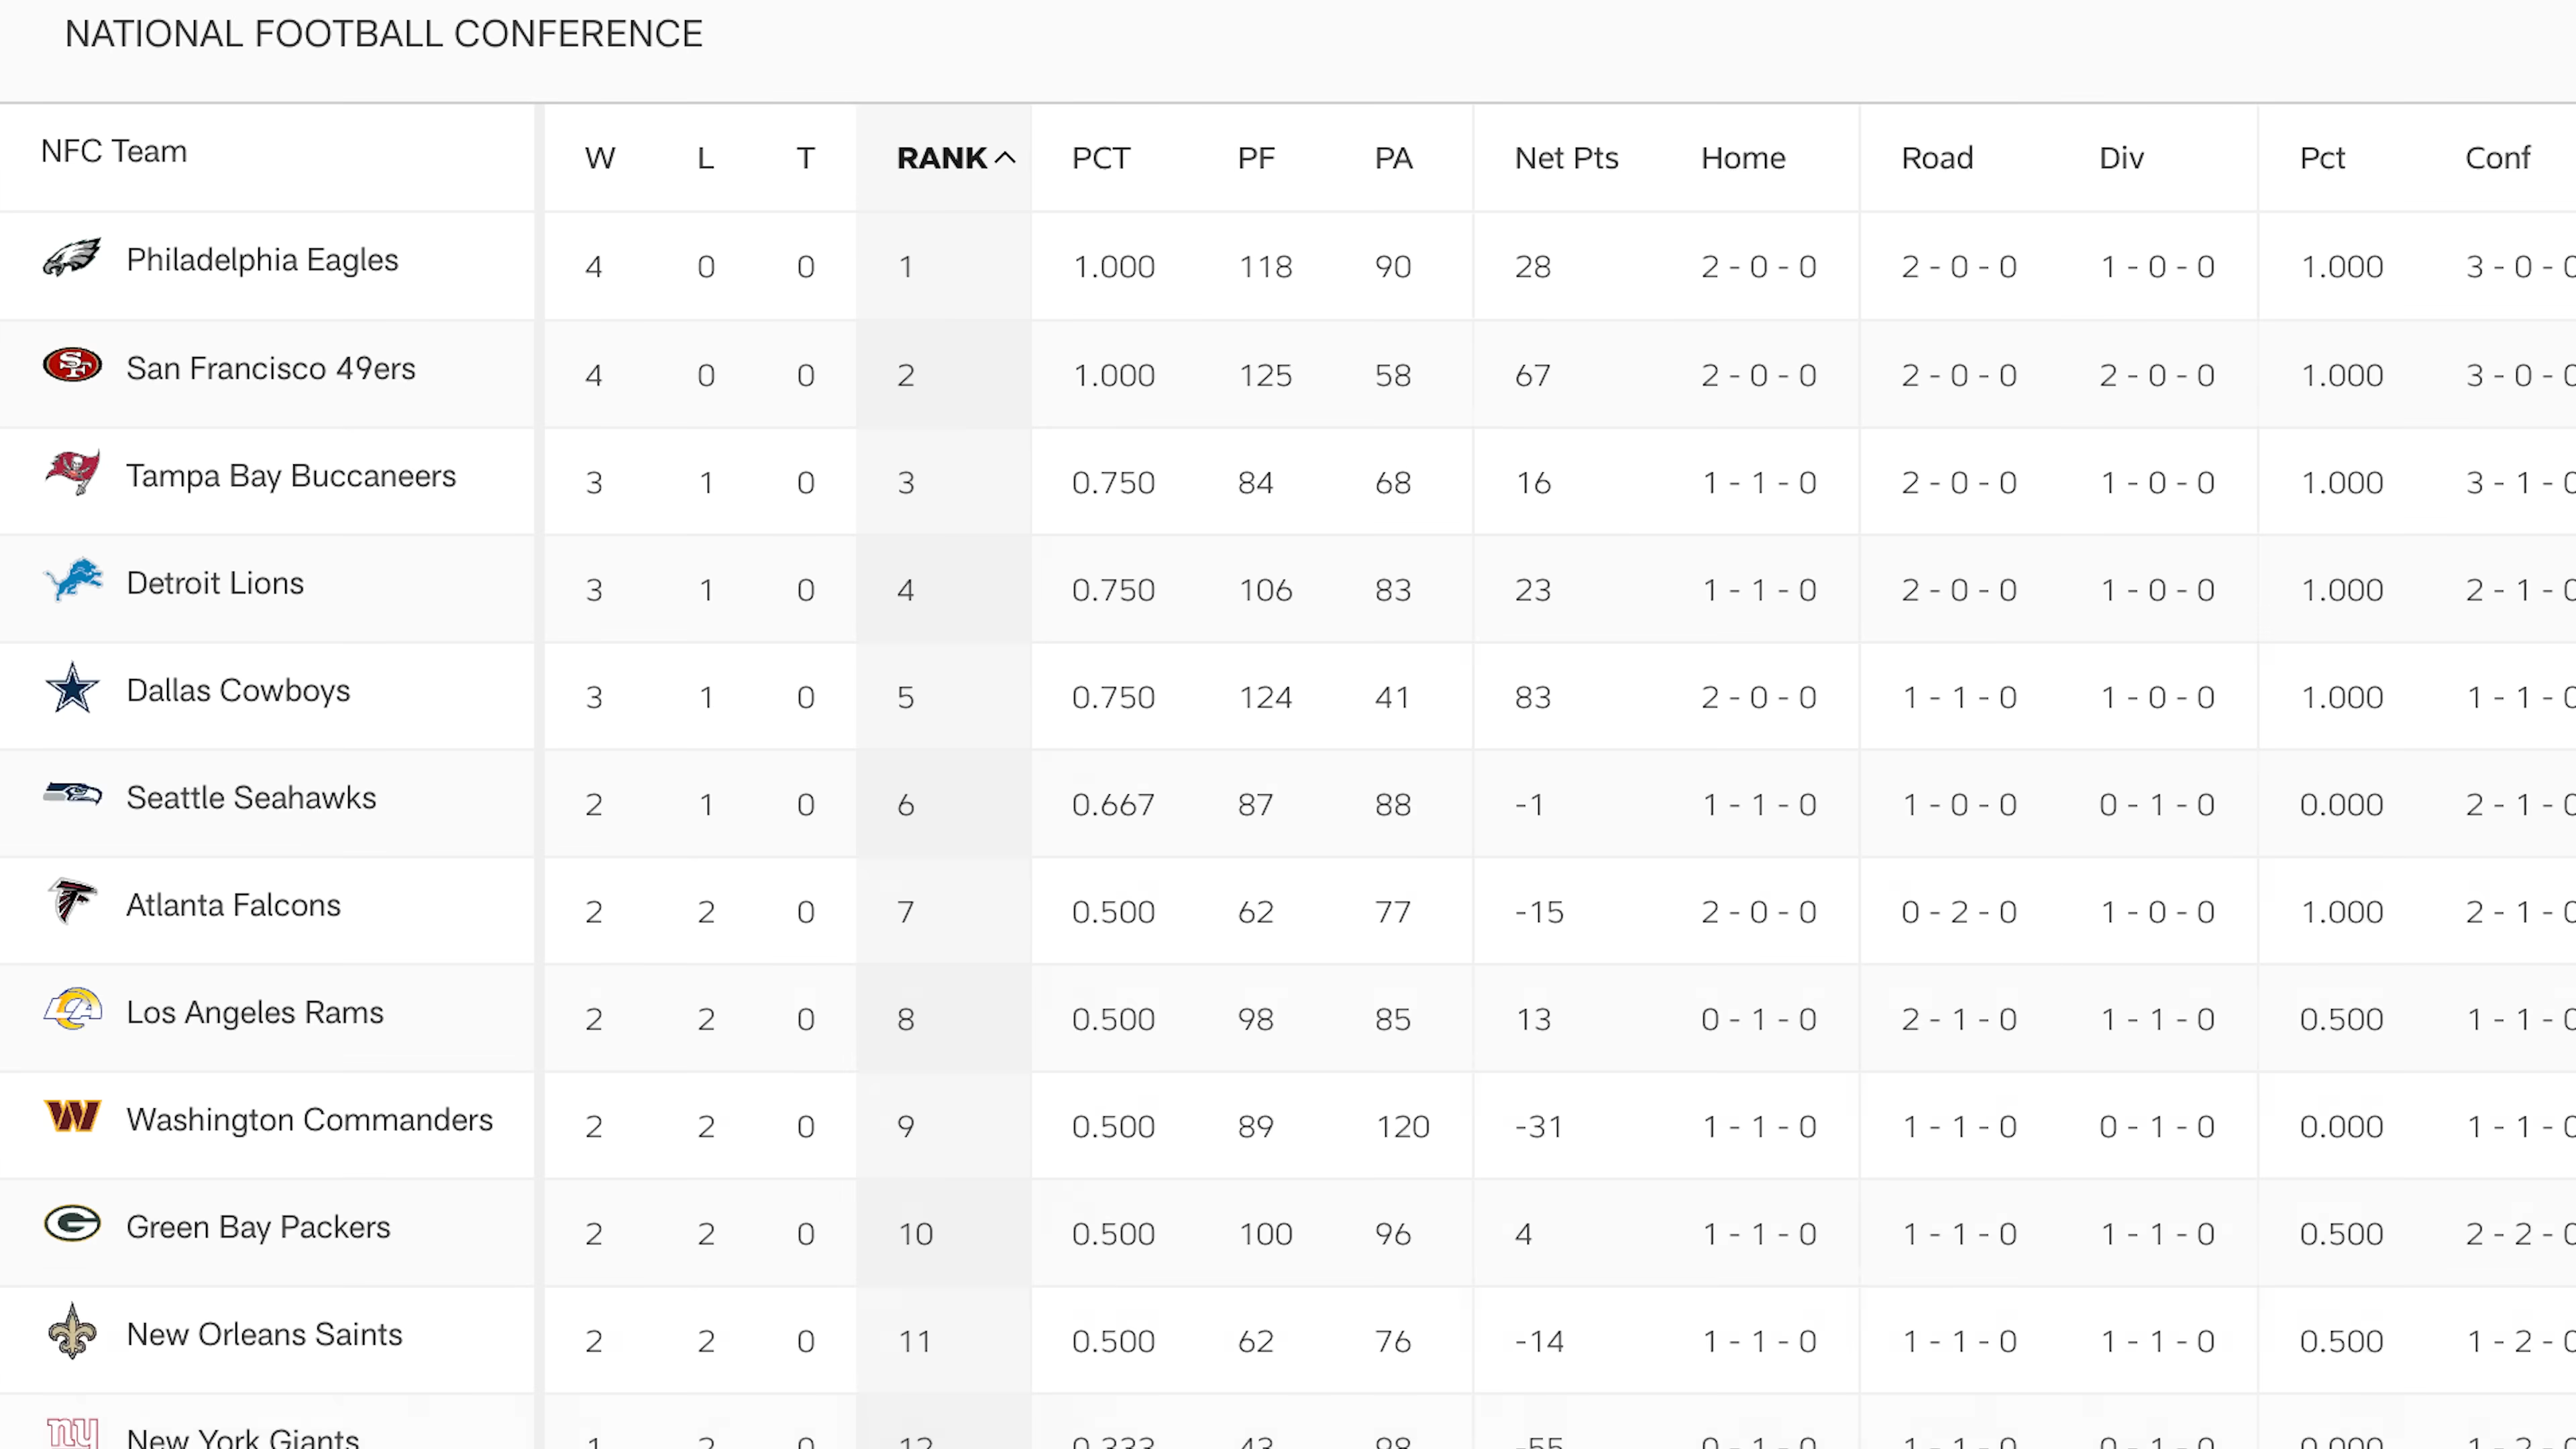 NATIONAL FOOTBALL CONFERENCE
NFC Team W L T RANK PCT PF PA Net Pts Home Road Div Pct Conf
Philadelphia Eagles 4 0 0 1 1.000 118 90 28 2 - 0 - 0 2 - 0 - 0 1 - 0 - 0 1.000 3 - 0 - 0
San Francisco 49ers 4 0 0 2 1.000 125 58 67 2 - 0 - 0 2 - 0 - 0 2 - 0 - 0 1.000 3 - 0 - 0
Tampa Bay Buccaneers 3 1 0 3 0.750 84 68 16 1 - 1 - 0 2 - 0 - 0 1 - 0 - 0 1.000 3 - 1 - 0
Detroit Lions 3 1 0 4 0.750 106 83 23 1 - 1 - 0 2 - 0 - 0 1 - 0 - 0 1.000 2 - 1 - 0
Dallas Cowboys 3 1 0 5 0.750 124 41 83 2 - 0 - 0 1 - 1 - 0 1 - 0 - 0 1.000 1 - 1 - 0
Seattle Seahawks 2 1 0 6 0.667 87 88 -1 1 - 1 - 0 1 - 0 - 0 0 - 1 - 0 0.000 2 - 1 - 0
Atlanta Falcons 2 2 0 7 0.500 62 77 -15 2 - 0 - 0 0 - 2 - 0 1 - 0 - 0 1.000 2 - 1 - 0
LA Los Angeles Rams 2 2 0 8 0.500 98 85 13 0 - 1 - 0 2 - 1 - 0 1 - 1 - 0 0.500 1 - 1 - 0
Washington Commanders 2 2 0 9 0.500 89 120 -31 1 - 1 - 0 1 - 1 - 0 0 - 1 - 0 0.000 1 - 1 - 0
G Green Bay Packers 2 2 0 10 0.500 100 96 4 1 - 1 - 0 1 - 1 - 0 1 - 1 - 0 0.500 2 - 2 - 0
New Orleans Saints 2 2 0 11 0.500 62 76 -14 1 - 1 - 0 1 - 1 - 0 1 - 1 - 0 0.500 1 - 2 - 0
ny New York Giants 1 2 0 12 0.333 43 98 -55 0 - 1 - 0 1 - 1 - 0 0 - 1 - 0 0.000